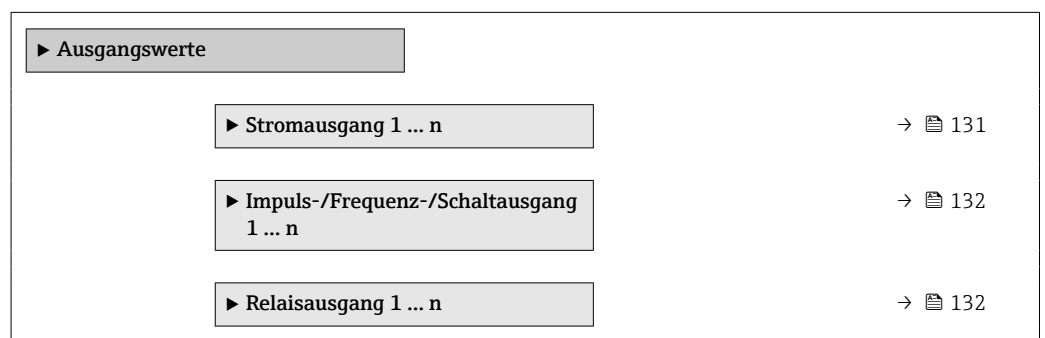 ▶ Ausgangswerte
▶ Stromausgang 1 … n → 131
▶ Impuls-/Frequenz-/Schaltausgang → 132
1 … n
▶ Relaisausgang 1 … n → 132